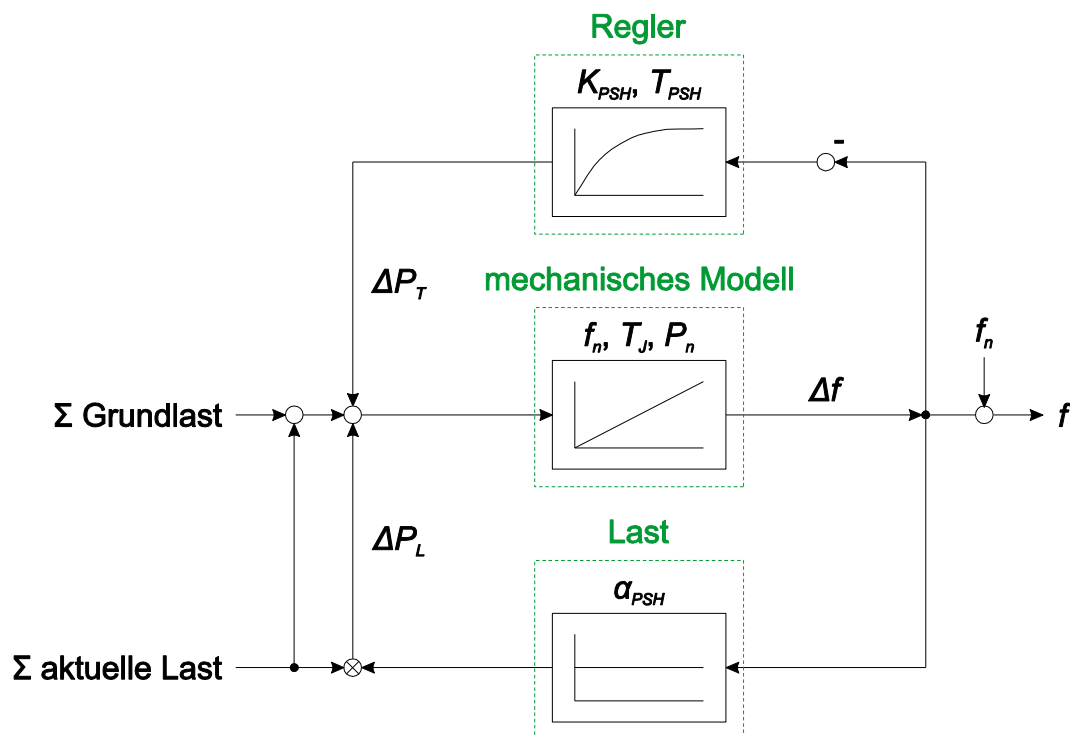 Regler
K_PSH, T_PSH
-
ΔP_T
mechanisches Modell
f_n, T_J, P_n
f_n
Δf
Σ Grundlast
f
ΔP_L
Last
α_PSH
Σ aktuelle Last